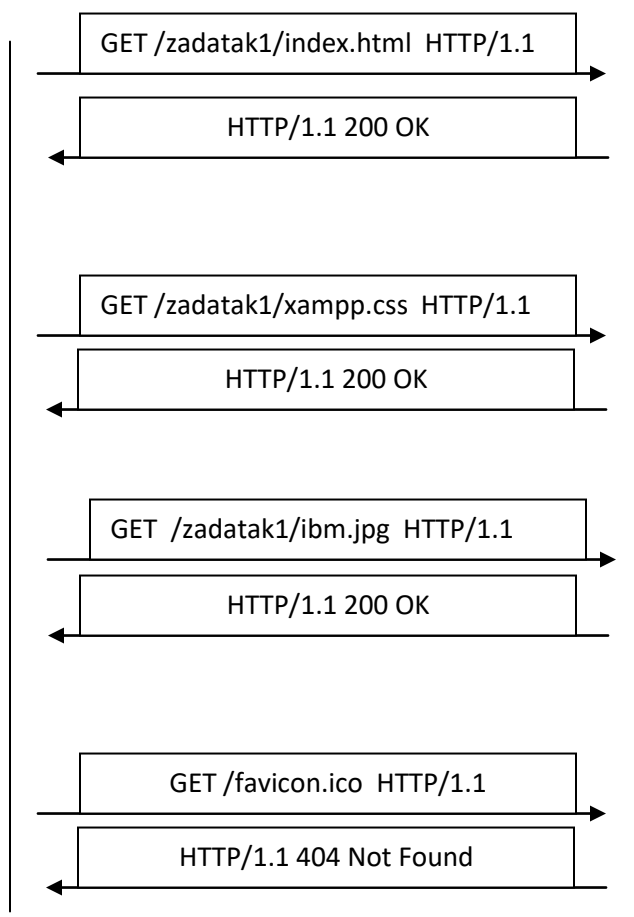 GET /zadatak1/index.html HTTP/1.1
HTTP/1.1 200 OK
GET /zadatak1/xampp.css HTTP/1.1
HTTP/1.1 200 OK
GET /zadatak1/ibm.jpg HTTP/1.1
HTTP/1.1 200 OK
GET /favicon.ico HTTP/1.1
HTTP/1.1 404 Not Found